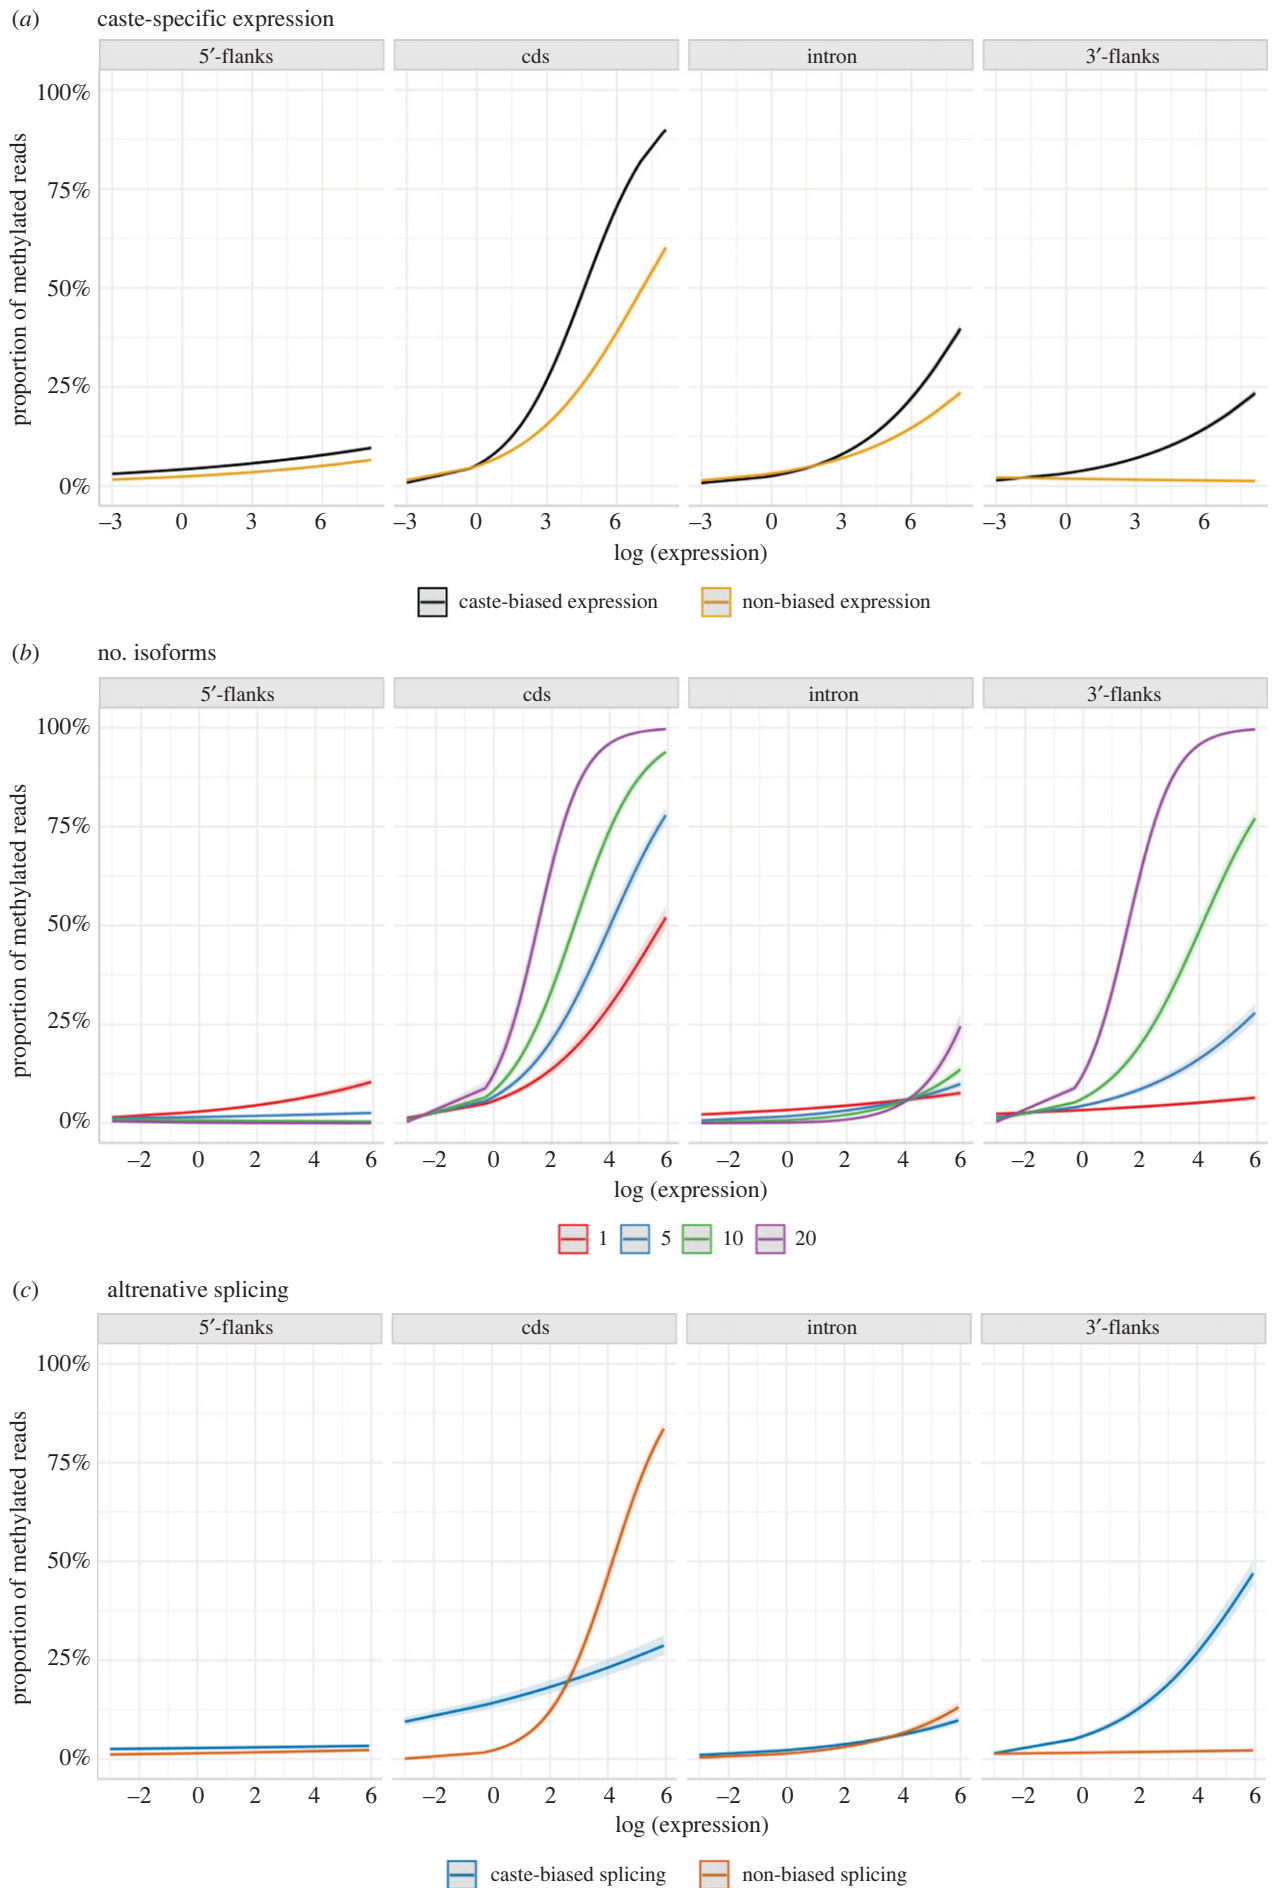 (a) caste-specific expression
5′-flanks cds intron 3′-flanks
proportion of methylated reads
100%
75%
50%
25%
0%
–3 0 3 6 –3 0 3 6 –3 0 3 6 –3 0 3 6
log (expression)
caste-biased expression non-biased expression
(b) no. isoforms
5′-flanks cds intron 3′-flanks
proportion of methylated reads
100%
75%
50%
25%
0%
–2 0 2 4 6 –2 0 2 4 6 –2 0 2 4 6 –2 0 2 4 6
log (expression)
1 5 10 20
(c) altrenative splicing
5′-flanks cds intron 3′-flanks
proportion of methylated reads
100%
75%
50%
25%
0%
–2 0 2 4 6 –2 0 2 4 6 –2 0 2 4 6 –2 0 2 4 6
log (expression)
caste-biased splicing non-biased splicing